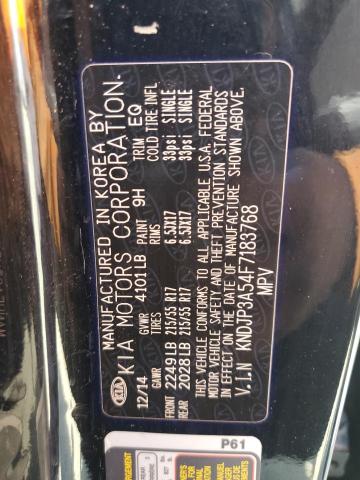 MANUFACTURED IN KOREA BY
KIA MOTORS CORPORATION.
12/14 GVWR 4101LB PAINT 9H TRIM EQ
GAWR TIRES RIMS COLD TIRE INFL
FRONT 2249LB 215/55 R17 6.5JX17 33psi SINGLE
REAR 2028LB 215/55 R17 6.5JX17 33psi SINGLE
THIS VEHICLE CONFORMS TO ALL APPLICABLE U.S.A. FEDERAL
MOTOR VEHICLE SAFETY AND THEFT PREVENTION STANDARDS
IN EFFECT ON THE DATE OF MANUFACTURE SHOWN ABOVE.
V.I.N KNDJP3A54F7183768
MPV
KIA
P61